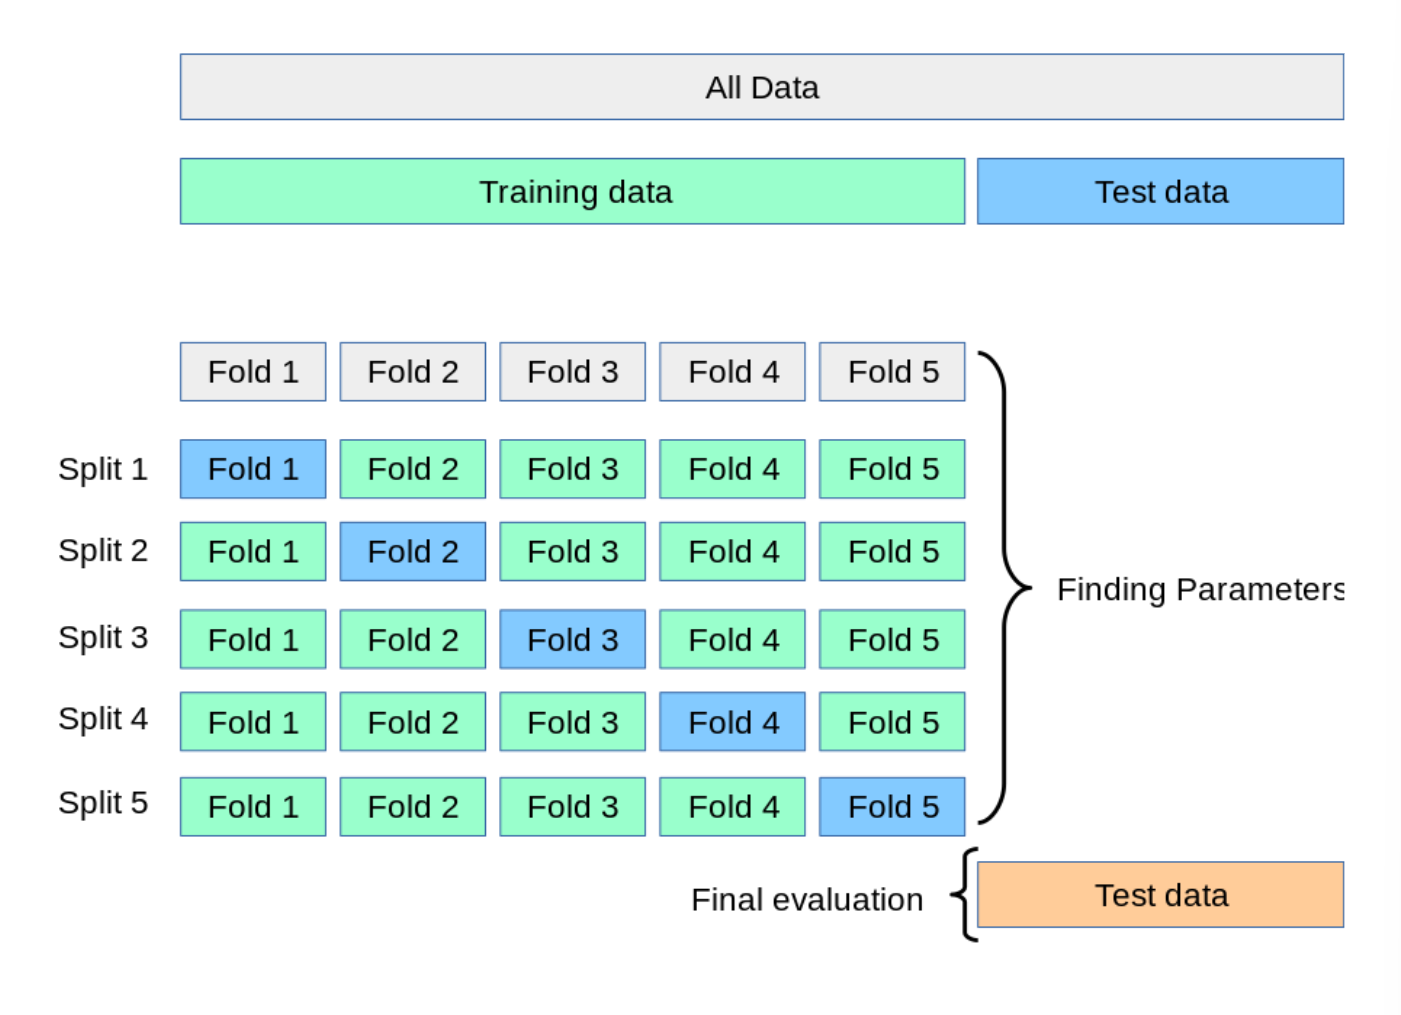 All Data
Training data Test data
Fold 1 Fold 2 Fold 3 Fold 4 Fold 5
Split 1 Fold 1 Fold 2 Fold 3 Fold 4 Fold 5
Split 2 Fold 1 Fold 2 Fold 3 Fold 4 Fold 5
Finding Parameters
Split 3 Fold 1 Fold 2 Fold 3 Fold 4 Fold 5
Split 4 Fold 1 Fold 2 Fold 3 Fold 4 Fold 5
Split 5 Fold 1 Fold 2 Fold 3 Fold 4 Fold 5
Final evaluation Test data